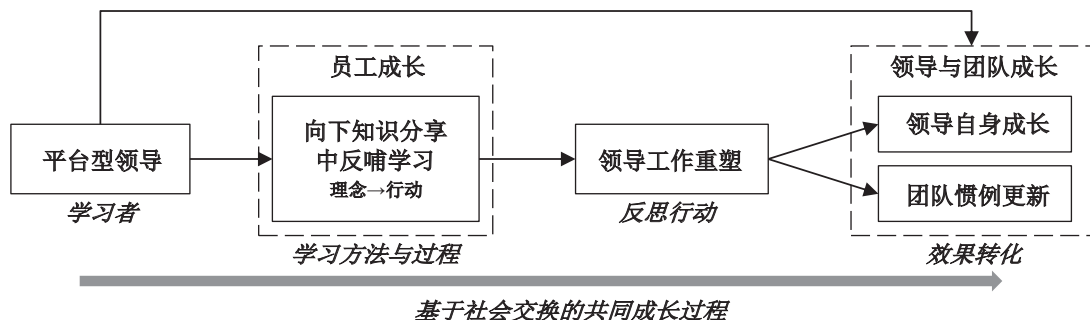 员工成长
领导与团队成长
平台型领导
向下知识分享
中反哺学习
理念→行动
领导工作重塑
领导自身成长
团队惯例更新
学习者
反思行动
学习方法与过程
效果转化
基于社会交换的共同成长过程